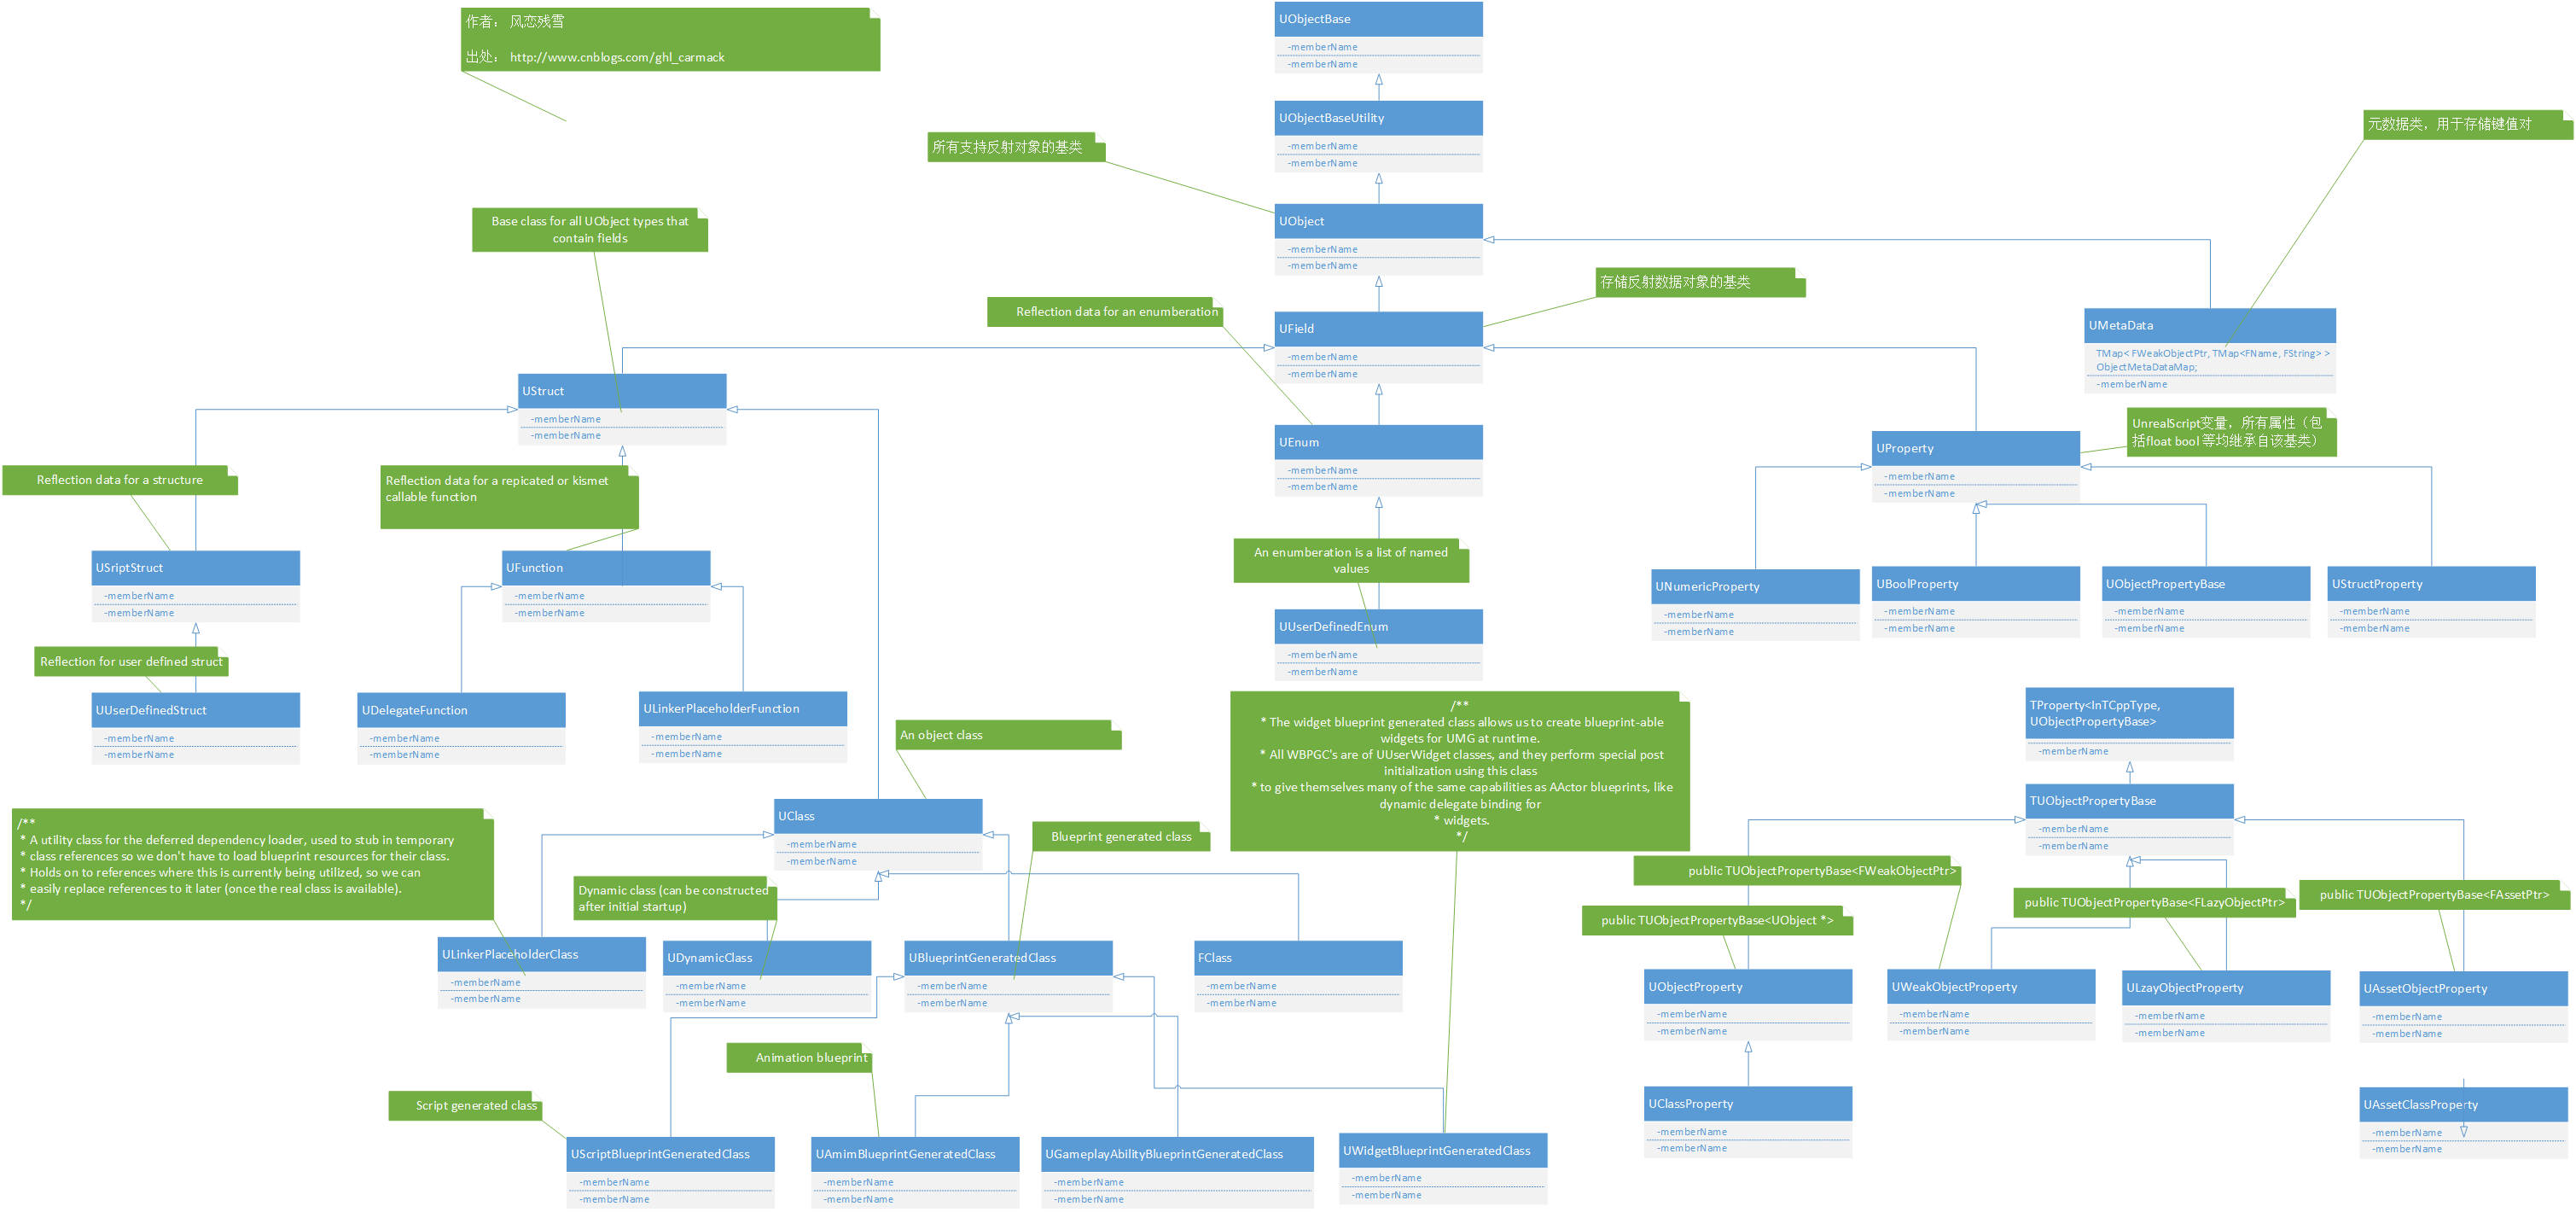 作者： 风恋残雪
出处： http://www.cnblogs.com/ghl_carmack
UObjectBase
-memberName
-memberName
UObjectBaseUtility
-memberName
-memberName
所有支持反射对象的基类
元数据类，用于存储键值对
Base class for all UObject types that
contain fields
UObject
-memberName
-memberName
存储反射数据对象的基类
Reflection data for an enumberation
UField
-memberName
-memberName
UMetaData
TMap< FWeakObjectPtr, TMap<FName, FString> >
ObjectMetaDataMap;
-memberName
UStruct
-memberName
-memberName
UnrealScript变量，所有属性（包
括float bool 等均继承自该基类）
UEnum
-memberName
-memberName
UProperty
-memberName
-memberName
Reflection data for a structure
Reflection data for a repicated or kismet
callable function
An enumberation is a list of named
values
USriptStruct
-memberName
-memberName
UFunction
-memberName
-memberName
UNumericProperty
-memberName
-memberName
UBoolProperty
-memberName
-memberName
UObjectPropertyBase
-memberName
-memberName
UStructProperty
-memberName
-memberName
UUserDefinedEnum
-memberName
-memberName
Reflection for user defined struct
UUserDefinedStruct
-memberName
-memberName
UDelegateFunction
-memberName
-memberName
ULinkerPlaceholderFunction
-memberName
-memberName
An object class
/**
* The widget blueprint generated class allows us to create blueprint-able
widgets for UMG at runtime.
* All WBPGC's are of UUserWidget classes, and they perform special post
initialization using this class
* to give themselves many of the same capabilities as AActor blueprints, like
dynamic delegate binding for
* widgets.
*/
TProperty<InTCppType,
UObjectPropertyBase>
-memberName
TUObjectPropertyBase
-memberName
-memberName
/**
* A utility class for the deferred dependency loader, used to stub in temporary
* class references so we don't have to load blueprint resources for their class.
* Holds on to references where this is currently being utilized, so we can
* easily replace references to it later (once the real class is available).
*/
UClass
-memberName
-memberName
Blueprint generated class
Dynamic class (can be constructed
after initial startup)
public TUObjectPropertyBase<FWeakObjectPtr>
public TUObjectPropertyBase<UObject *>
public TUObjectPropertyBase<FLazyObjectPtr>
public TUObjectPropertyBase<FAssetPtr>
ULinkerPlaceholderClass
-memberName
-memberName
UDynamicClass
-memberName
-memberName
UBlueprintGeneratedClass
-memberName
-memberName
FClass
-memberName
-memberName
UObjectProperty
-memberName
-memberName
UWeakObjectProperty
-memberName
-memberName
ULzayObjectProperty
-memberName
-memberName
UAssetObjectProperty
-memberName
-memberName
Animation blueprint
Script generated class
UClassProperty
-memberName
-memberName
UAssetClassProperty
-memberName
-memberName
UScriptBlueprintGeneratedClass
-memberName
-memberName
UAmimBlueprintGeneratedClass
-memberName
-memberName
UGameplayAbilityBlueprintGeneratedClass
-memberName
-memberName
UWidgetBlueprintGeneratedClass
-memberName
-memberName